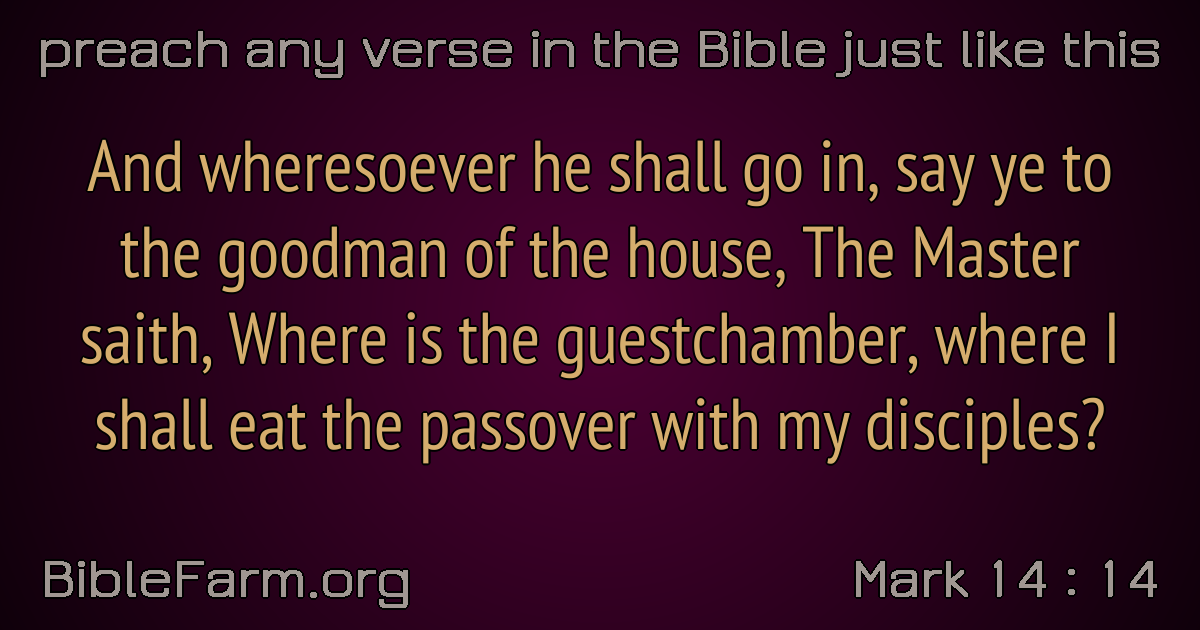 preach any verse in the Bible just like this
And wheresoever he shall go in, say ye to
the goodman of the house, The Master
saith, Where is the guestchamber, where I
shall eat the passover with my disciples?
BibleFarm.org
Mark 14 : 14